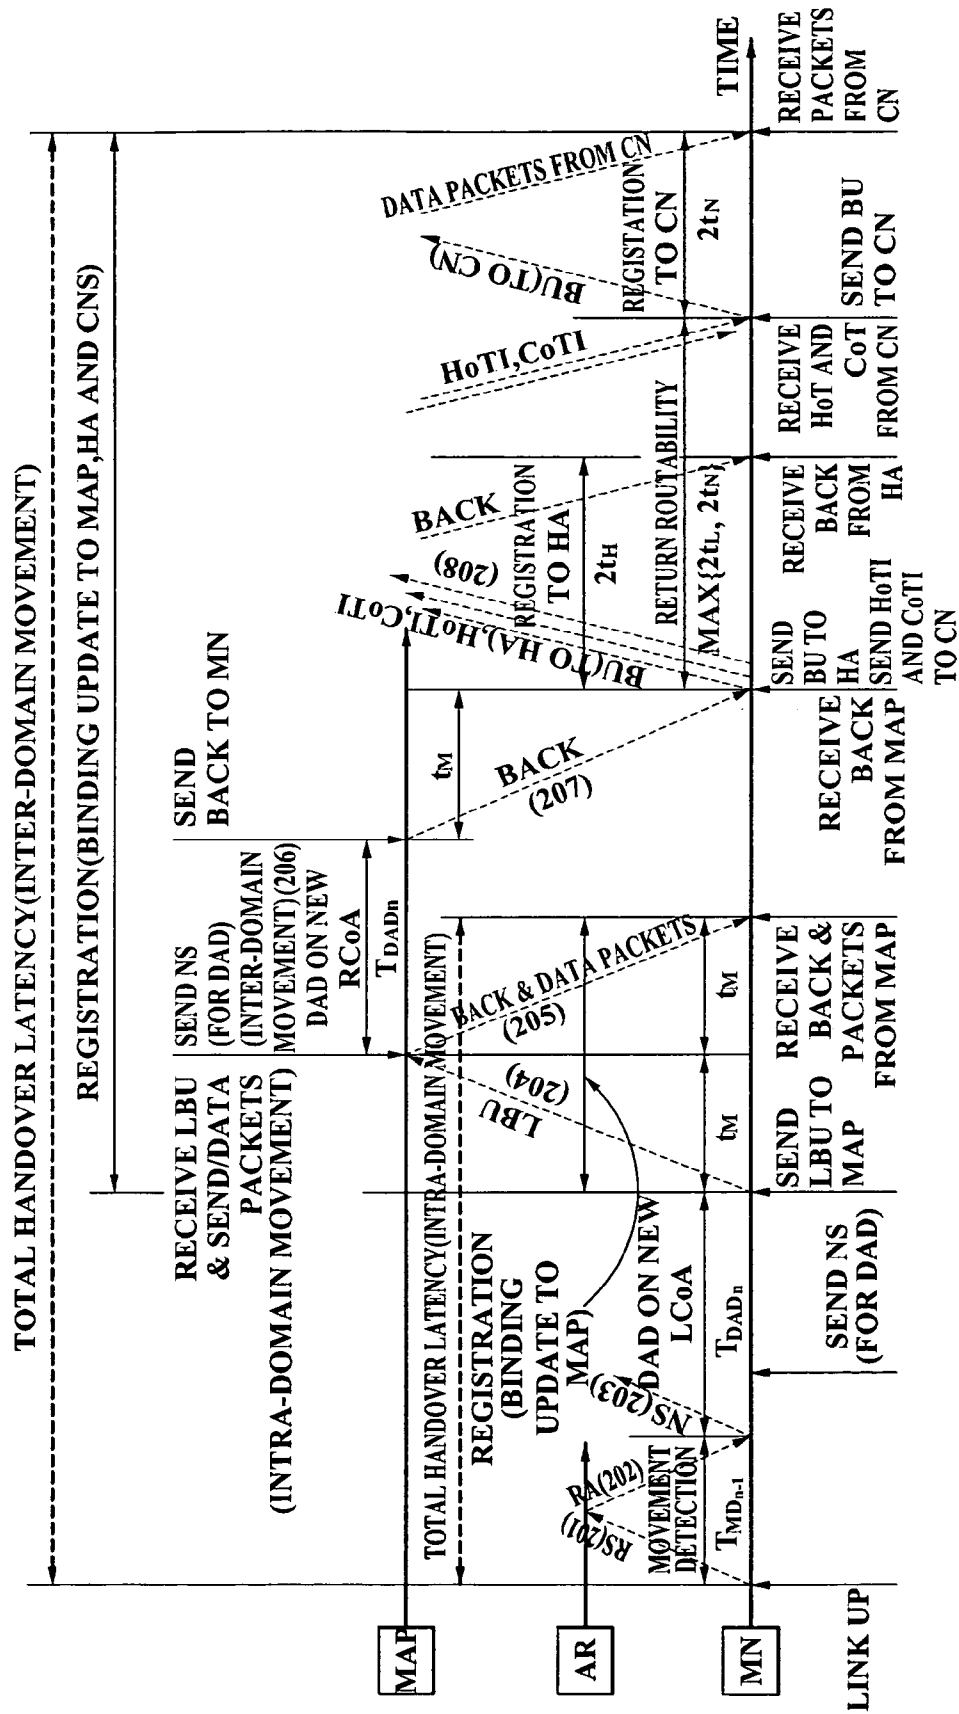 TOTAL HANDOVER LATENCY(INTER-DOMAIN MOVEMENT)
REGISTRATION(BINDING UPDATE TO MAP,HA AND CNS)
RECEIVE LBU
& SEND/DATA
PACKETS
(INTRA-DOMAIN MOVEMENT)
SEND NS
(FOR DAD)
(INTER-DOMAIN
MOVEMENT)(206)
DAD ON NEW
RCoA
TDADn
SEND
BACK TO MN
MAP
TOTAL HANDOVER LATENCY(INTRA-DOMAIN MOVEMENT)
REGISTRATION
(BINDING
UPDATE TO
MAP)
LBU
(204)
BACK & DATA PACKETS
(205)
tM
BACK
(207)
BU(TO HA),HoTI,CoTI
(208)
BACK
REGISTRATION
TO HA
2tH
HoTI,CoTI
BU(TO CN)
DATA PACKETS FROM CN
AR
RS(201)
RA(202)
NS(203)
MOVEMENT
DETECTION
TMDn-1
DAD ON NEW
LCoA
TDADn
tM
tM
RETURN ROUTABILITY
MAX{2tL, 2tN}
REGISTATION
TO CN
2tN
TIME
MN
LINK UP
SEND NS
(FOR DAD)
SEND
LBU TO
MAP
RECEIVE
BACK &
PACKETS
FROM MAP
RECEIVE
BACK
FROM MAP
SEND
BU TO
HA
SEND HoTI
AND CoTI
TO CN
RECEIVE
BACK
FROM
HA
RECEIVE
HoT AND
CoT
FROM CN
SEND BU
TO CN
RECEIVE
PACKETS
FROM
CN